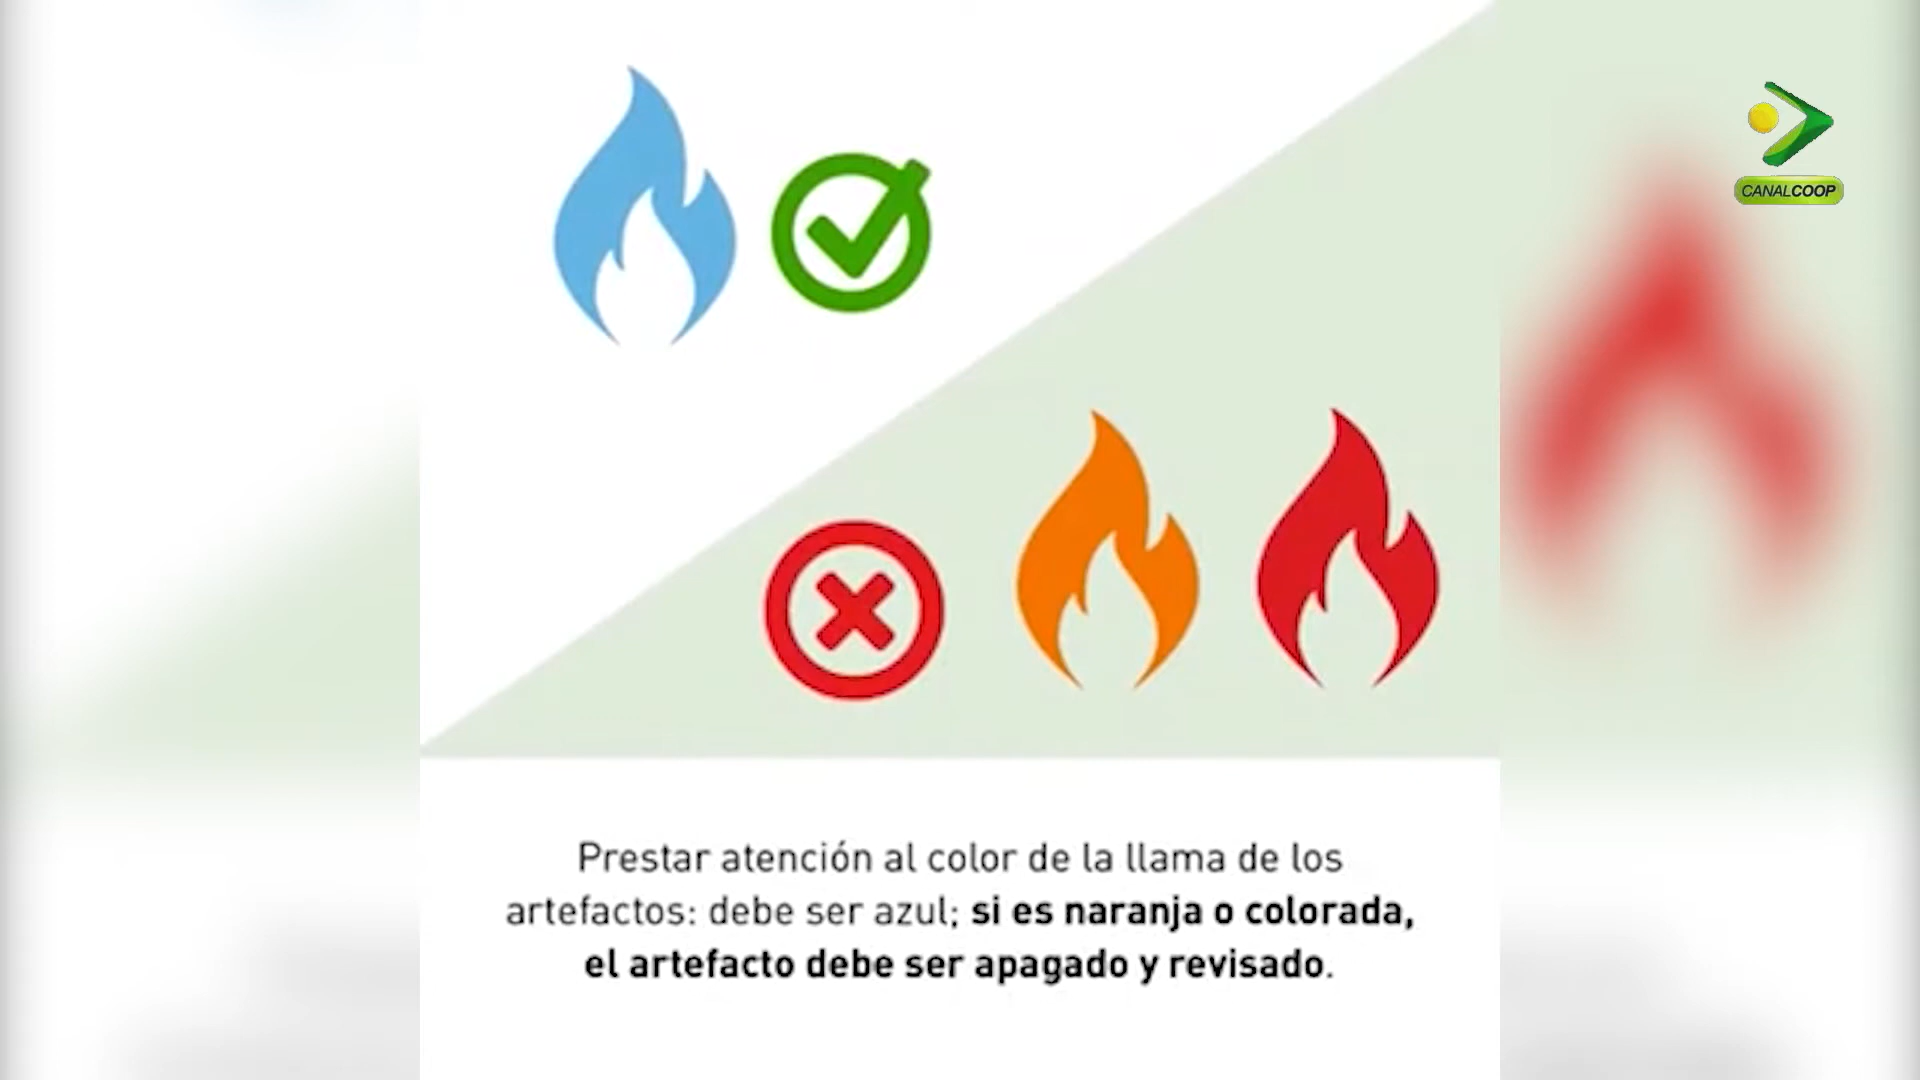 CANALCOOP
Prestar atención al color de la llama de los
artefactos: debe ser azul; si es naranja o colorada,
el artefacto debe ser apagado y revisado.